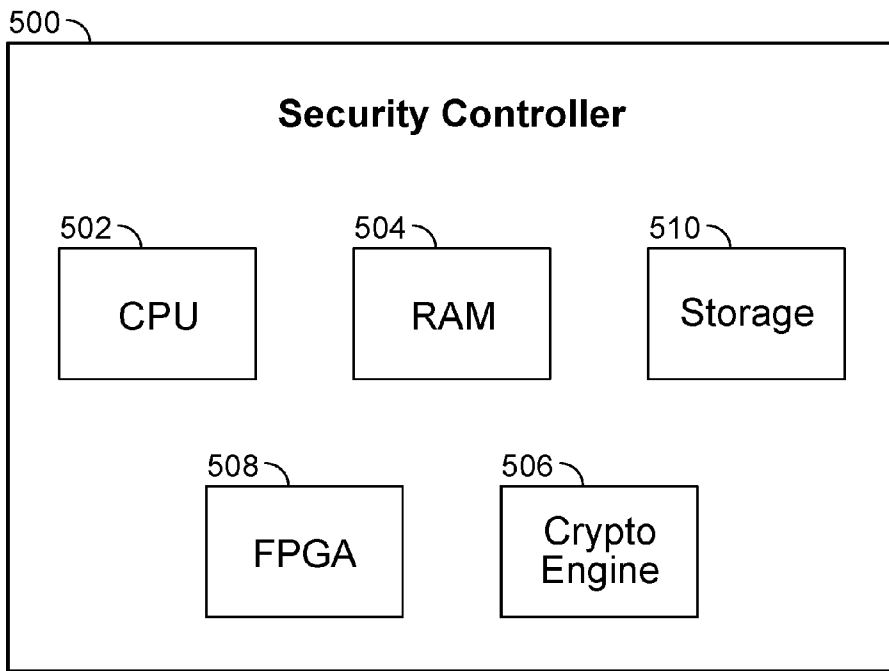 500
Security Controller
502
504
510
CPU
RAM
Storage
508
506
FPGA
Crypto
Engine